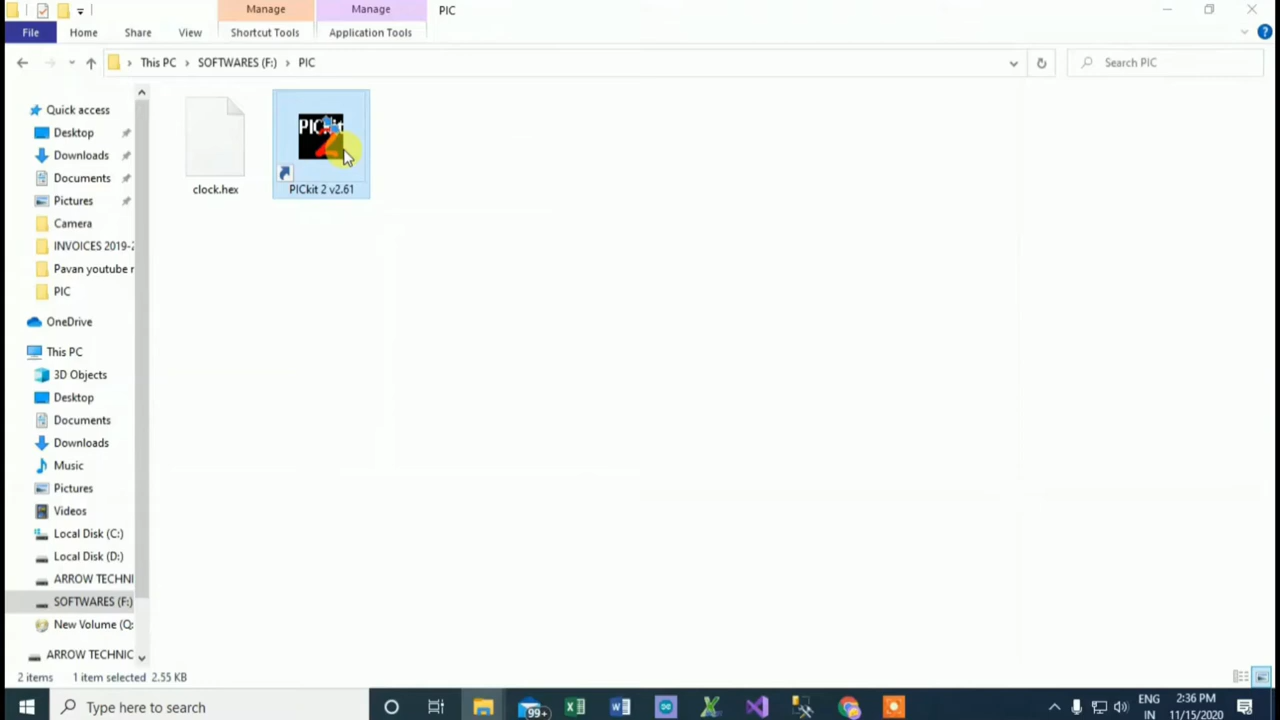 Manage
Manage
PIC
File
Home
Share
View
Shortcut Tools
Application Tools
This PC
SOFTWARES (F:)
PIC
Search PIC
Quick access
Desktop
Downloads
Documents
Pictures
Camera
INVOICES 2019-2
Pavan youtube r
PIC
OneDrive
This PC
3D Objects
Desktop
Documents
Downloads
Music
Pictures
Videos
Local Disk (C:)
Local Disk (D:)
ARROW TECHNI
SOFTWARES (F:)
New Volume (Q:
ARROW TECHNIC
clock.hex
PICkit 2 v2.61
2 items
1 item selected 2.55 KB
Type here to search
99+
ENG
IN
2:36 PM
11/15/2020